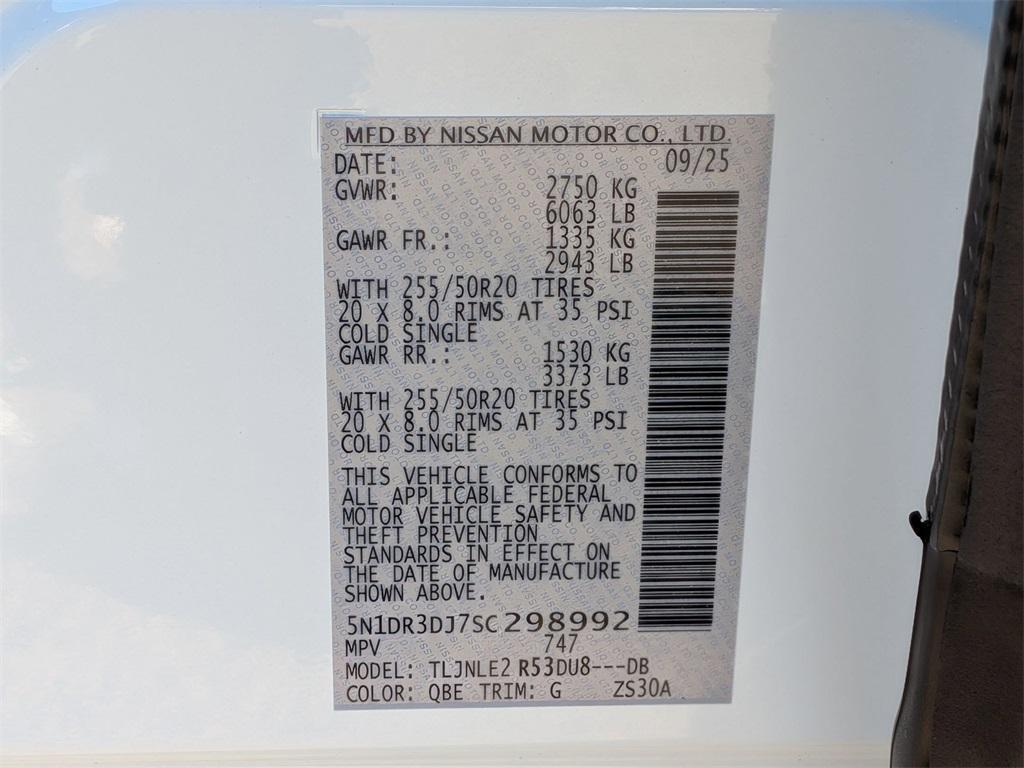 MFD BY NISSAN MOTOR CO., LTD.
DATE: 09/25
GVWR: 2750 KG
6063 LB
GAWR FR.: 1335 KG
2943 LB
WITH 255/50R20 TIRES
20 X 8.0 RIMS AT 35 PSI
COLD SINGLE
GAWR RR.: 1530 KG
3373 LB
WITH 255/50R20 TIRES
20 X 8.0 RIMS AT 35 PSI
COLD SINGLE
THIS VEHICLE CONFORMS TO
ALL APPLICABLE FEDERAL
MOTOR VEHICLE SAFETY AND
THEFT PREVENTION
STANDARDS IN EFFECT ON
THE DATE OF MANUFACTURE
SHOWN ABOVE.
5N1DR3DJ7SC298992
MPV 747
MODEL: TLJNLE2 R53DU8---DB
COLOR: QBE TRIM: G ZS30A